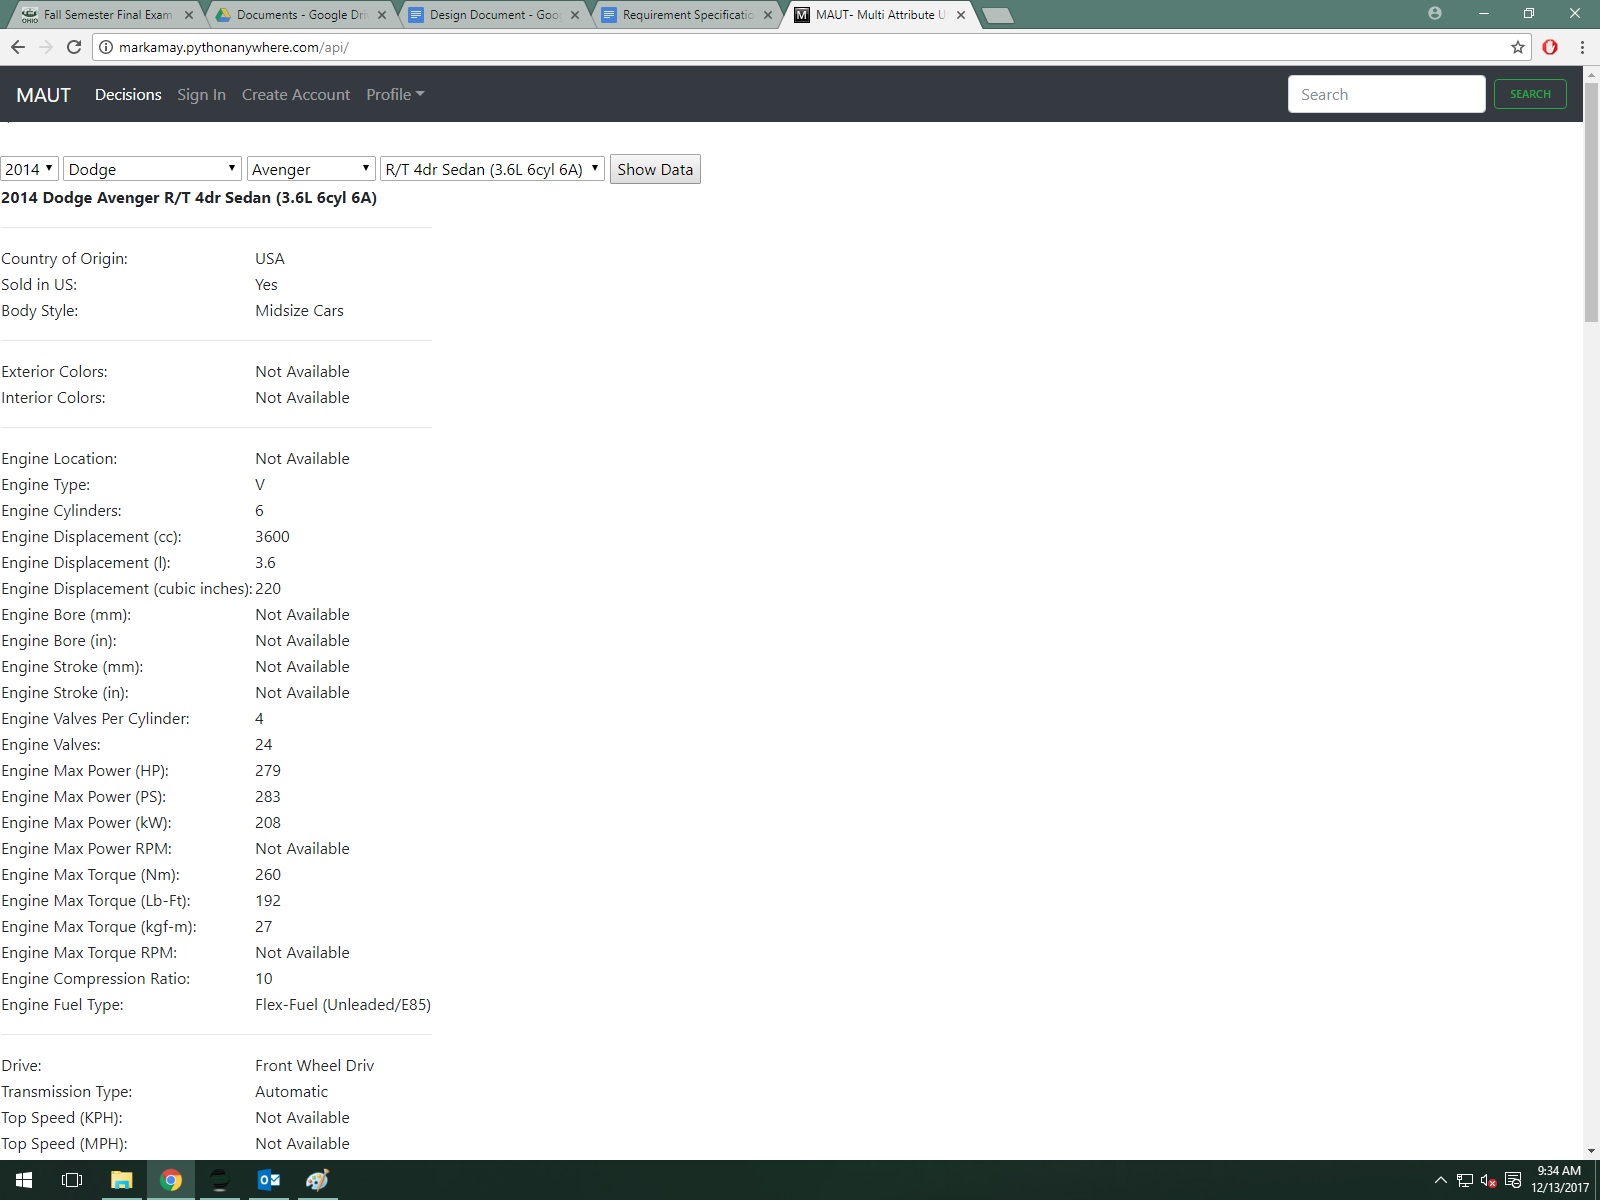 Fall Semester Final Exam
Documents - Google Dri
Design Document - Goog
Requirement Specificatio
MAUT- Multi Attribute U
markamay.pythonanywhere.com/api/
MAUT Decisions Sign In Create Account Profile Search SEARCH
2014 Dodge Avenger R/T 4dr Sedan (3.6L 6cyl 6A) Show Data
2014 Dodge Avenger R/T 4dr Sedan (3.6L 6cyl 6A)
Country of Origin: USA
Sold in US: Yes
Body Style: Midsize Cars
Exterior Colors: Not Available
Interior Colors: Not Available
Engine Location: Not Available
Engine Type: V
Engine Cylinders: 6
Engine Displacement (cc): 3600
Engine Displacement (l): 3.6
Engine Displacement (cubic inches): 220
Engine Bore (mm): Not Available
Engine Bore (in): Not Available
Engine Stroke (mm): Not Available
Engine Stroke (in): Not Available
Engine Valves Per Cylinder: 4
Engine Valves: 24
Engine Max Power (HP): 279
Engine Max Power (PS): 283
Engine Max Power (kW): 208
Engine Max Power RPM: Not Available
Engine Max Torque (Nm): 260
Engine Max Torque (Lb-Ft): 192
Engine Max Torque (kgf-m): 27
Engine Max Torque RPM: Not Available
Engine Compression Ratio: 10
Engine Fuel Type: Flex-Fuel (Unleaded/E85)
Drive: Front Wheel Driv
Transmission Type: Automatic
Top Speed (KPH): Not Available
Top Speed (MPH): Not Available
9:34 AM
12/13/2017